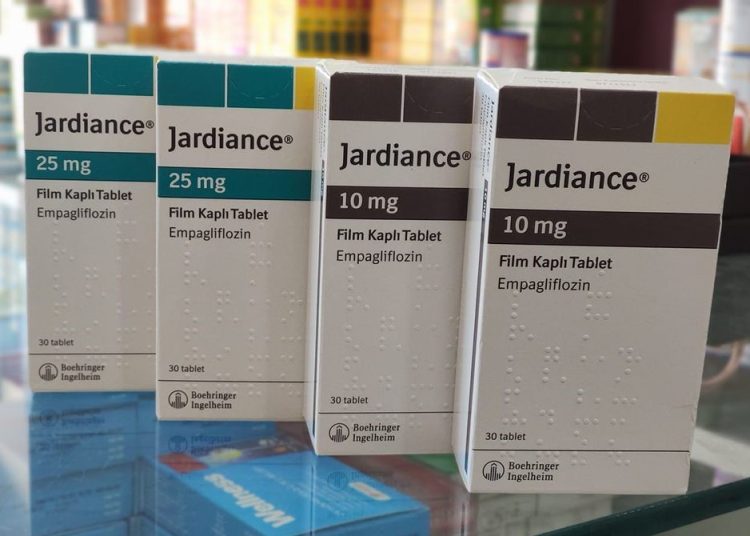 Jardiance®
25 mg
Film Kaplı Tablet
Empagliflozin
30 tablet
Boehringer
Ingelheim
Jardiance®
25 mg
Film Kaplı Tablet
Empagliflozin
30 tablet
Boehringer
Ingelheim
Jardiance®
10 mg
Film Kaplı Tablet
Empagliflozin
30 tablet
Boehringer
Ingelheim
Jardiance®
10 mg
Film Kaplı Tablet
Empagliflozin
30 tablet
Boehringer
Ingelheim
Wellness